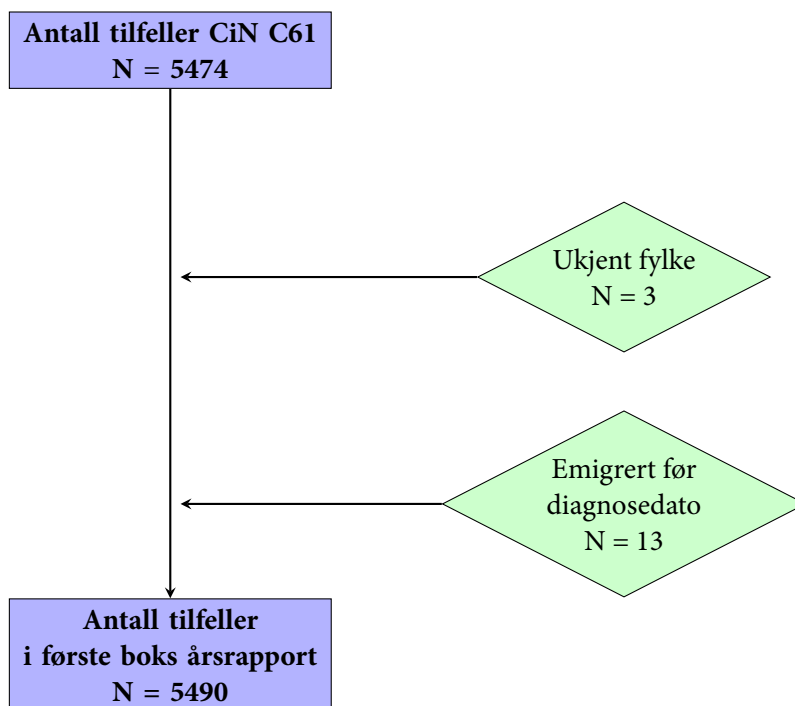 Antall tilfeller CiN C61
N = 5474
Ukjent fylke
N = 3
Emigrert før
diagnosedato
N = 13
Antall tilfeller
i første boks årsrapport
N = 5490